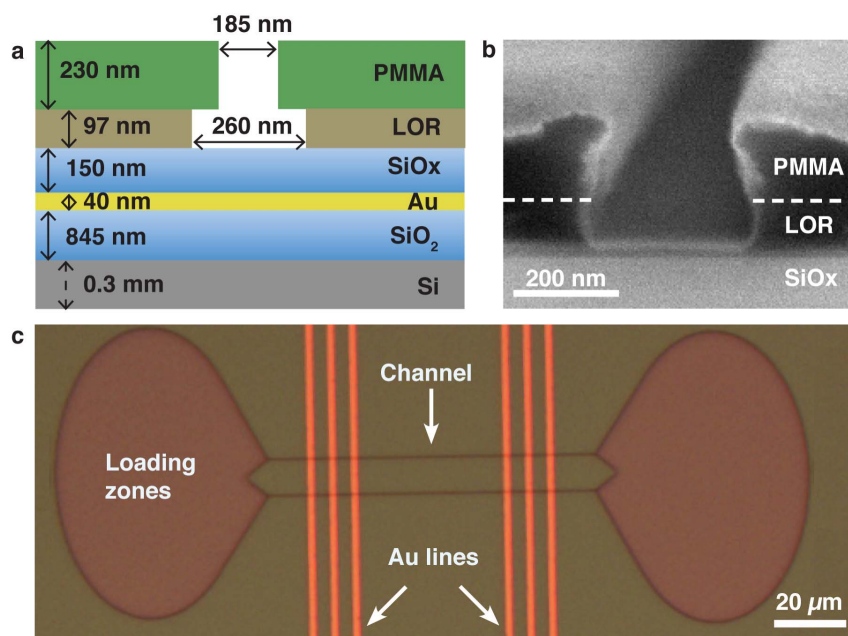 a
185 nm
230 nm
PMMA
97 nm
260 nm
LOR
150 nm
SiOx
40 nm
Au
845 nm
SiO₂
0.3 mm
Si
b
PMMA
LOR
200 nm
SiOx
c
Channel
Loading
zones
Au lines
20 µm